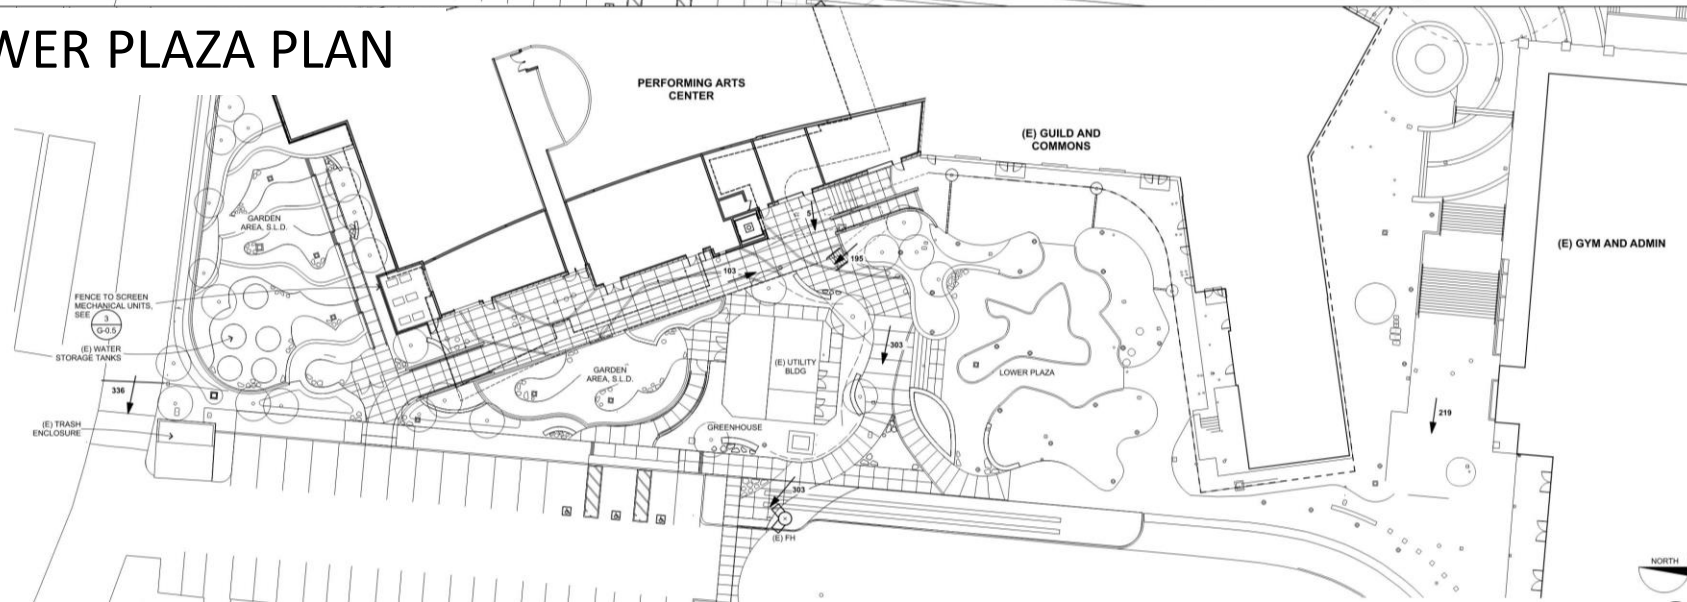 WER PLAZA PLAN
PERFORMING ARTS
CENTER
(E) GUILD AND
COMMONS
(E) GYM AND ADMIN
GARDEN
AREA, S.L.D.
5
195
103
FENCE TO SCREEN
MECHANICAL UNITS,
SEE
3
G-0.5
(E) WATER
STORAGE TANKS
303
(E) UTILITY
BLDG
LOWER PLAZA
GARDEN
AREA, S.L.D.
336
219
(E) TRASH
ENCLOSURE
GREENHOUSE
303
(E) FH
NORTH